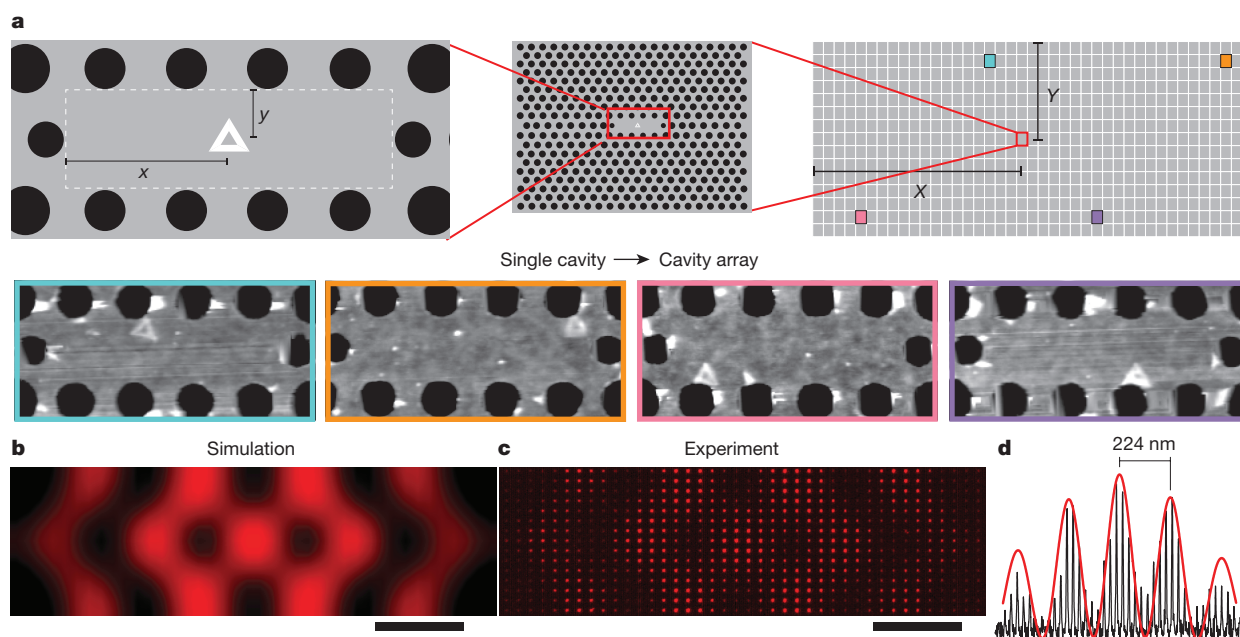 a
y
x
Y
X
Single cavity → Cavity array
b
Simulation
c
Experiment
d
224 nm